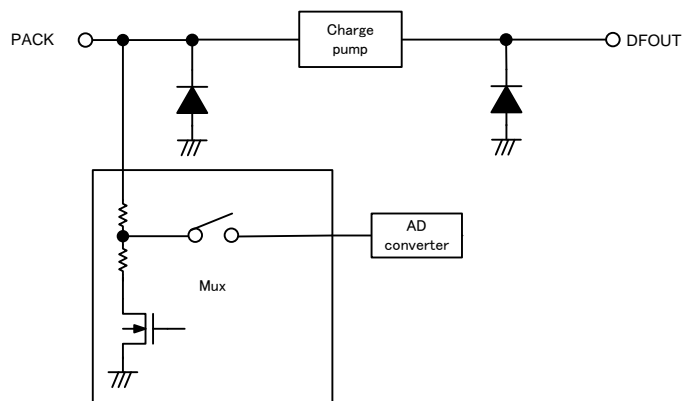 PACK
Charge
pump
DFOUT
AD
converter
Mux